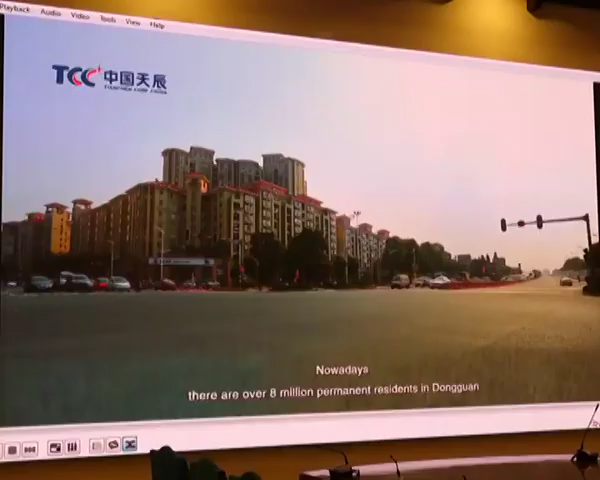 Playback Audio Video Tools View Help
TCC 中国天辰
Nowadays
there are over 8 million permanent residents in Dongguan